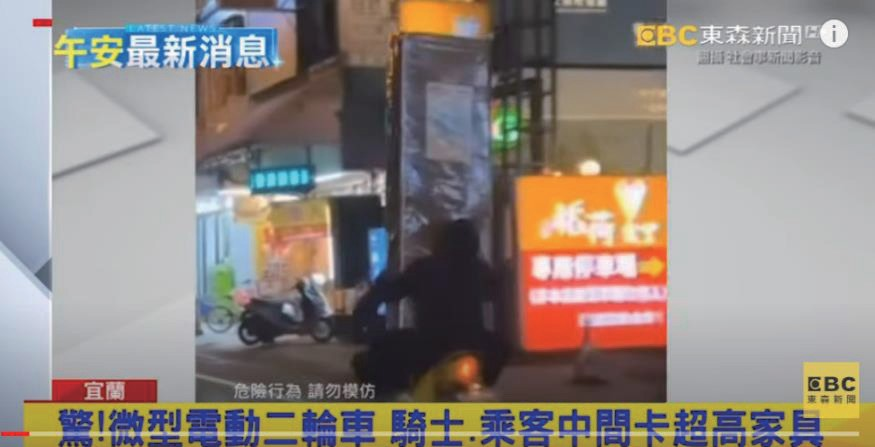 LATEST NEWS
午安最新消息
EBC東森新聞
翻攝 社會事新聞影音
專用停車場
宜蘭
危險行為 請勿模仿
EBC
東森新聞
驚!微型電動二輪車 騎士.乘客中間卡超高家具